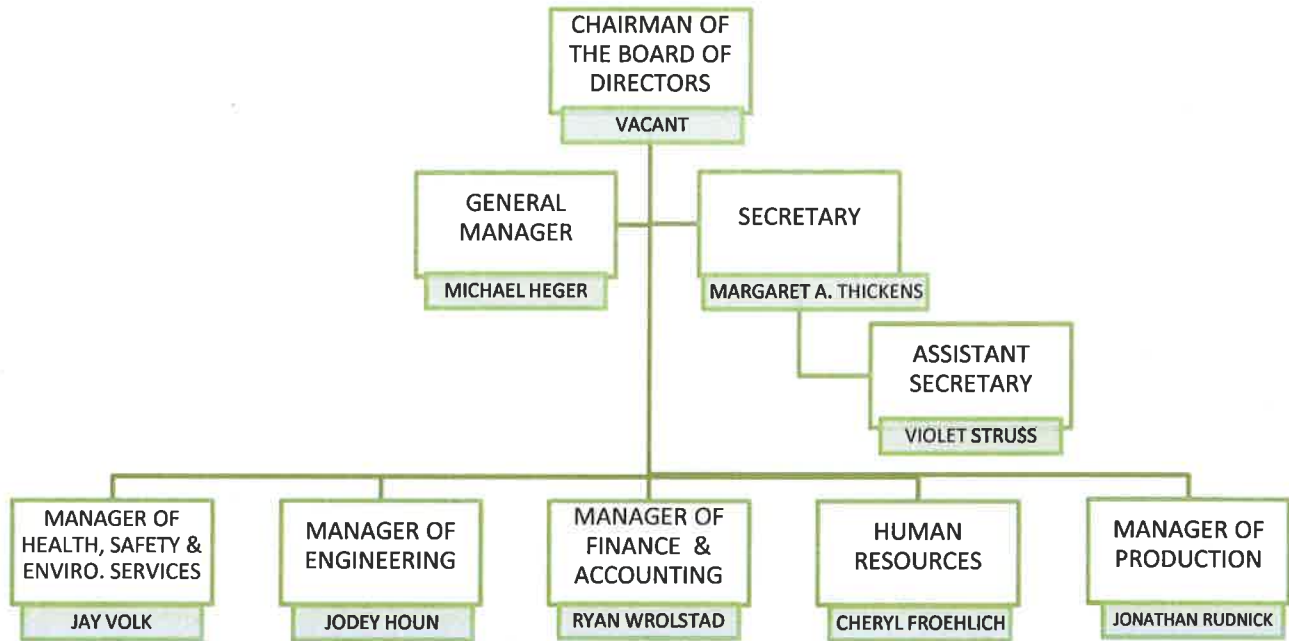 CHAIRMAN OF
THE BOARD OF
DIRECTORS
VACANT
GENERAL
MANAGER
MICHAEL HEGER
SECRETARY
MARGARET A. THICKENS
ASSISTANT
SECRETARY
VIOLET STRUSS
MANAGER OF
HEALTH, SAFETY &
ENVIRO. SERVICES
JAY VOLK
MANAGER OF
ENGINEERING
JODEY HOUN
MANAGER OF
FINANCE &
ACCOUNTING
RYAN WROLSTAD
HUMAN
RESOURCES
CHERYL FROEHLICH
MANAGER OF
PRODUCTION
JONATHAN RUDNICK